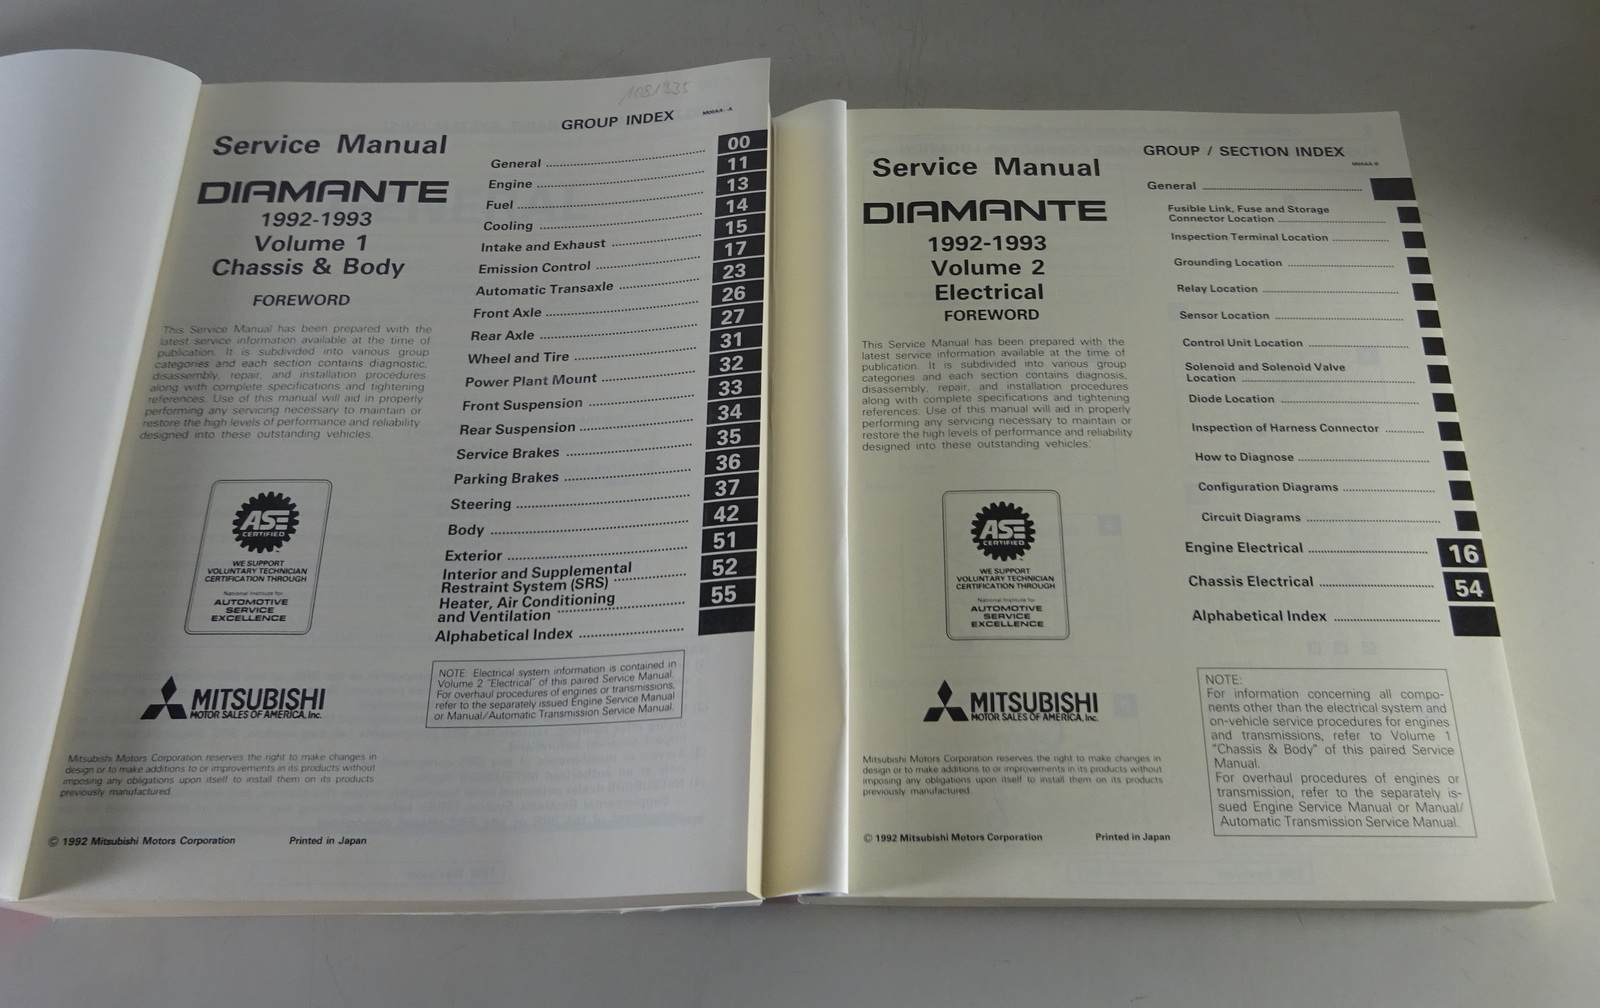 1081335
GROUP INDEX
M00AA--A
Service Manual
DIAMANTE
1992-1993
Volume 1
Chassis & Body
FOREWORD
This Service Manual has been prepared with the
latest service information available at the time of
publication. It is subdivided into various group
categories and each section contains diagnostic,
disassembly, repair, and installation procedures
along with complete specifications and tightening
references. Use of this manual will aid in properly
performing any servicing necessary to maintain or
restore the high levels of performance and reliability
designed into these outstanding vehicles.
ASE
CERTIFIED
WE SUPPORT
VOLUNTARY TECHNICIAN
CERTIFICATION THROUGH
National Institute for
AUTOMOTIVE
SERVICE
EXCELLENCE
MITSUBISHI
MOTOR SALES OF AMERICA, Inc.
Mitsubishi Motors Corporation reserves the right to make changes in
design or to make additions to or improvements in its products without
imposing any obligations upon itself to install them on its products
previously manufactured.
© 1992 Mitsubishi Motors Corporation Printed in Japan
General 00
Engine 11
Fuel 13
Cooling 14
Intake and Exhaust 15
Emission Control 17
Automatic Transaxle 23
Front Axle 26
Rear Axle 27
Wheel and Tire 31
Power Plant Mount 32
Front Suspension 33
Rear Suspension 34
Service Brakes 35
Parking Brakes 36
Steering 37
Body 42
Exterior 51
Interior and Supplemental
Restraint System (SRS) 52
Heater, Air Conditioning
and Ventilation 55
Alphabetical Index
NOTE: Electrical system information is contained in
Volume 2 "Electrical" of this paired Service Manual.
For overhaul procedures of engines or transmissions,
refer to the separately issued Engine Service Manual
or Manual/Automatic Transmission Service Manual.
GROUP / SECTION INDEX
M00AA-B
Service Manual
DIAMANTE
1992-1993
Volume 2
Electrical
FOREWORD
This Service Manual has been prepared with the
latest service information available at the time of
publication. It is subdivided into various group
categories and each section contains diagnosis,
disassembly, repair, and installation procedures
along with complete specifications and tightening
references. Use of this manual will aid in properly
performing any servicing necessary to maintain or
restore the high levels of performance and reliability
designed into these outstanding vehicles.
ASE
CERTIFIED
WE SUPPORT
VOLUNTARY TECHNICIAN
CERTIFICATION THROUGH
National Institute for
AUTOMOTIVE
SERVICE
EXCELLENCE
MITSUBISHI
MOTOR SALES OF AMERICA, Inc.
Mitsubishi Motors Corporation reserves the right to make changes in
design or to make additions to or improvements in its products without
imposing any obligations upon itself to install them on its products
previously manufactured.
© 1992 Mitsubishi Motors Corporation Printed in Japan
General
Fusible Link, Fuse and Storage
Connector Location
Inspection Terminal Location
Grounding Location
Relay Location
Sensor Location
Control Unit Location
Solenoid and Solenoid Valve
Location
Diode Location
Inspection of Harness Connector
How to Diagnose
Configuration Diagrams
Circuit Diagrams
Engine Electrical 16
Chassis Electrical 54
Alphabetical Index
NOTE:
For information concerning all compo-
nents other than the electrical system and
on-vehicle service procedures for engines
and transmissions, refer to Volume 1
"Chassis & Body" of this paired Service
Manual.
For overhaul procedures of engines or
transmission, refer to the separately is-
sued Engine Service Manual or Manual/
Automatic Transmission Service Manual.